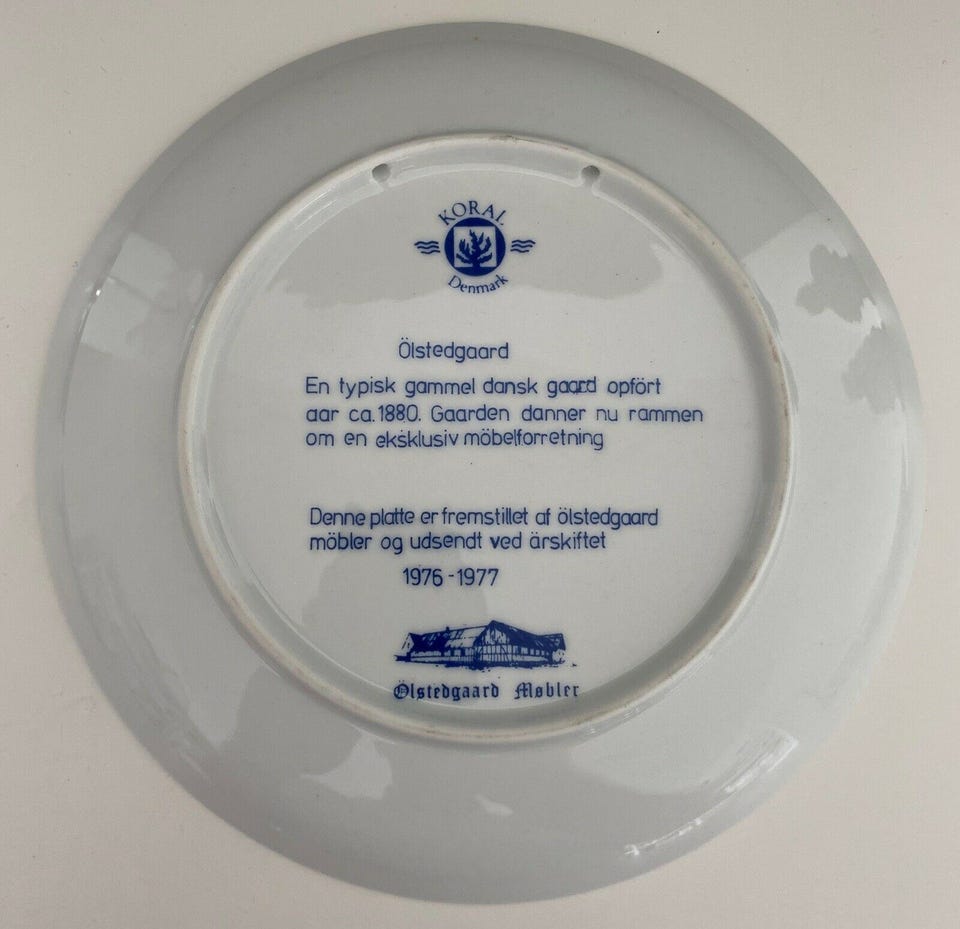 KORAL
Denmark
Ölstedgaard
En typisk gammel dansk gaard opfört
aar ca. 1880. Gaarden danner nu rammen
om en eksklusiv möbelforretning
Denne platte er fremstillet af ölstedgaard
möbler og udsendt ved ärskiftet
1976 - 1977
Ølstedgaard Møbler